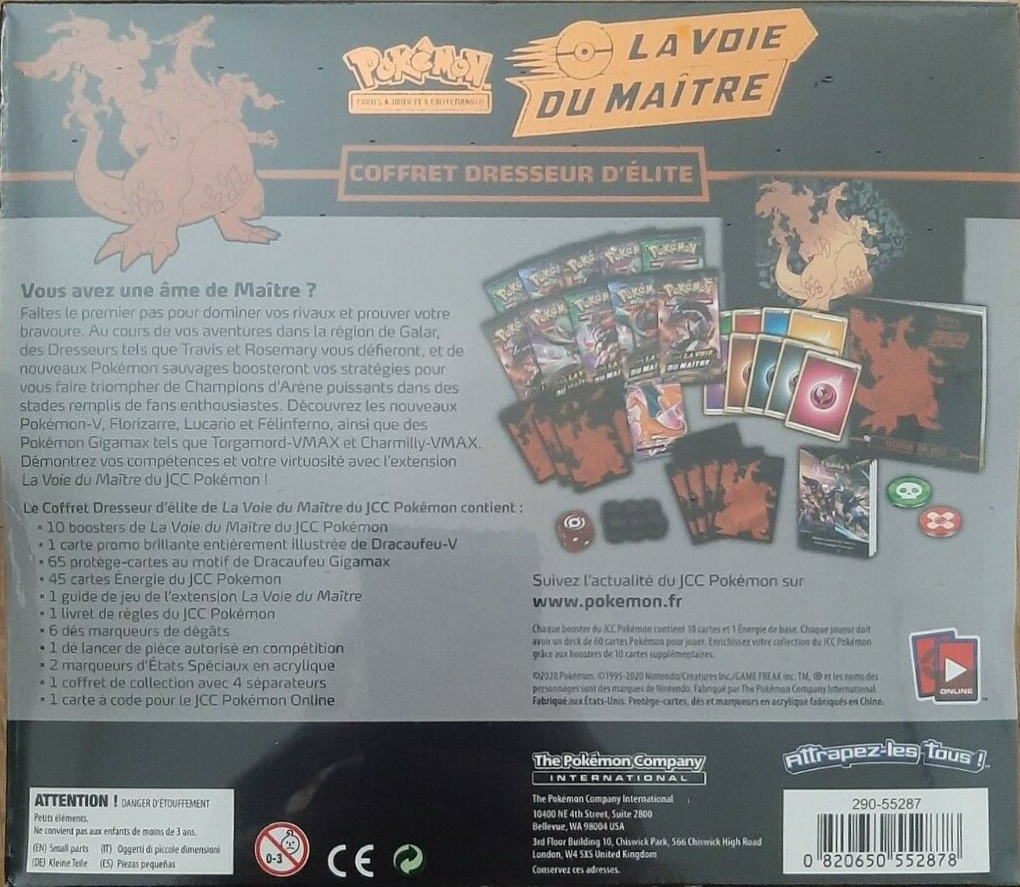 POKÉMON
CARTES À JOUER ET À COLLECTIONNER
LA VOIE
DU MAÎTRE
COFFRET DRESSEUR D'ÉLITE
Vous avez une âme de Maître ?
Faites le premier pas pour dominer vos rivaux et prouver votre
bravoure. Au cours de vos aventures dans la région de Galar,
des Dresseurs tels que Travis et Rosemary vous défieront, et de
nouveaux Pokémon sauvages boosteront vos stratégies pour
vous faire triompher de Champions d'Arène puissants dans des
stades remplis de fans enthousiastes. Découvrez les nouveaux
Pokémon-V, Florizarre, Lucario et Félinferno, ainsi que des
Pokémon Gigamax tels que Torgamord-VMAX et Charmilly-VMAX.
Démontrez vos compétences et votre virtuosité avec l'extension
La Voie du Maître du JCC Pokémon !
Le Coffret Dresseur d'élite de La Voie du Maître du JCC Pokémon contient :
• 10 boosters de La Voie du Maître du JCC Pokémon
• 1 carte promo brillante entièrement illustrée de Dracaufeu-V
• 65 protège-cartes au motif de Dracaufeu Gigamax
• 45 cartes Énergie du JCC Pokémon
• 1 guide de jeu de l'extension La Voie du Maître
• 1 livret de règles du JCC Pokémon
• 6 dés marqueurs de dégâts
• 1 dé lancer de pièce autorisé en compétition
• 2 marqueurs d'États Spéciaux en acrylique
• 1 coffret de collection avec 4 séparateurs
• 1 carte à code pour le JCC Pokémon Online
Suivez l'actualité du JCC Pokémon sur
www.pokemon.fr
Chaque booster du JCC Pokémon contient 10 cartes et 1 Énergie de base. Chaque joueur doit
avoir un deck de 60 cartes Pokémon pour jouer. Enrichissez votre collection du JCC Pokémon
grâce aux boosters de 10 cartes supplémentaires.
©2020 Pokémon. ©1995-2020 Nintendo/Creatures Inc./GAME FREAK inc. TM, ® et les noms des
personnages sont des marques de Nintendo. Fabriqué par The Pokémon Company International.
Fabriqué aux États-Unis. Protège-cartes, dés et marqueurs en acrylique fabriqués en Chine.
ONLINE
ATTENTION ! DANGER D'ÉTOUFFEMENT
Petits éléments.
Ne convient pas aux enfants de moins de 3 ans.
(EN) Small parts (IT) Oggetti di piccole dimensioni
(DE) Kleine Teile (ES) Piezas pequeñas
0-3
CE
The Pokémon Company
INTERNATIONAL
The Pokémon Company International
10400 NE 4th Street, Suite 2800
Bellevue, WA 98004 USA
3rd Floor Building 10, Chiswick Park, 566 Chiswick High Road
London, W4 5XS United Kingdom
Conservez ces adresses.
Attrapez-les Tous !
290-55287
0 820650 552878